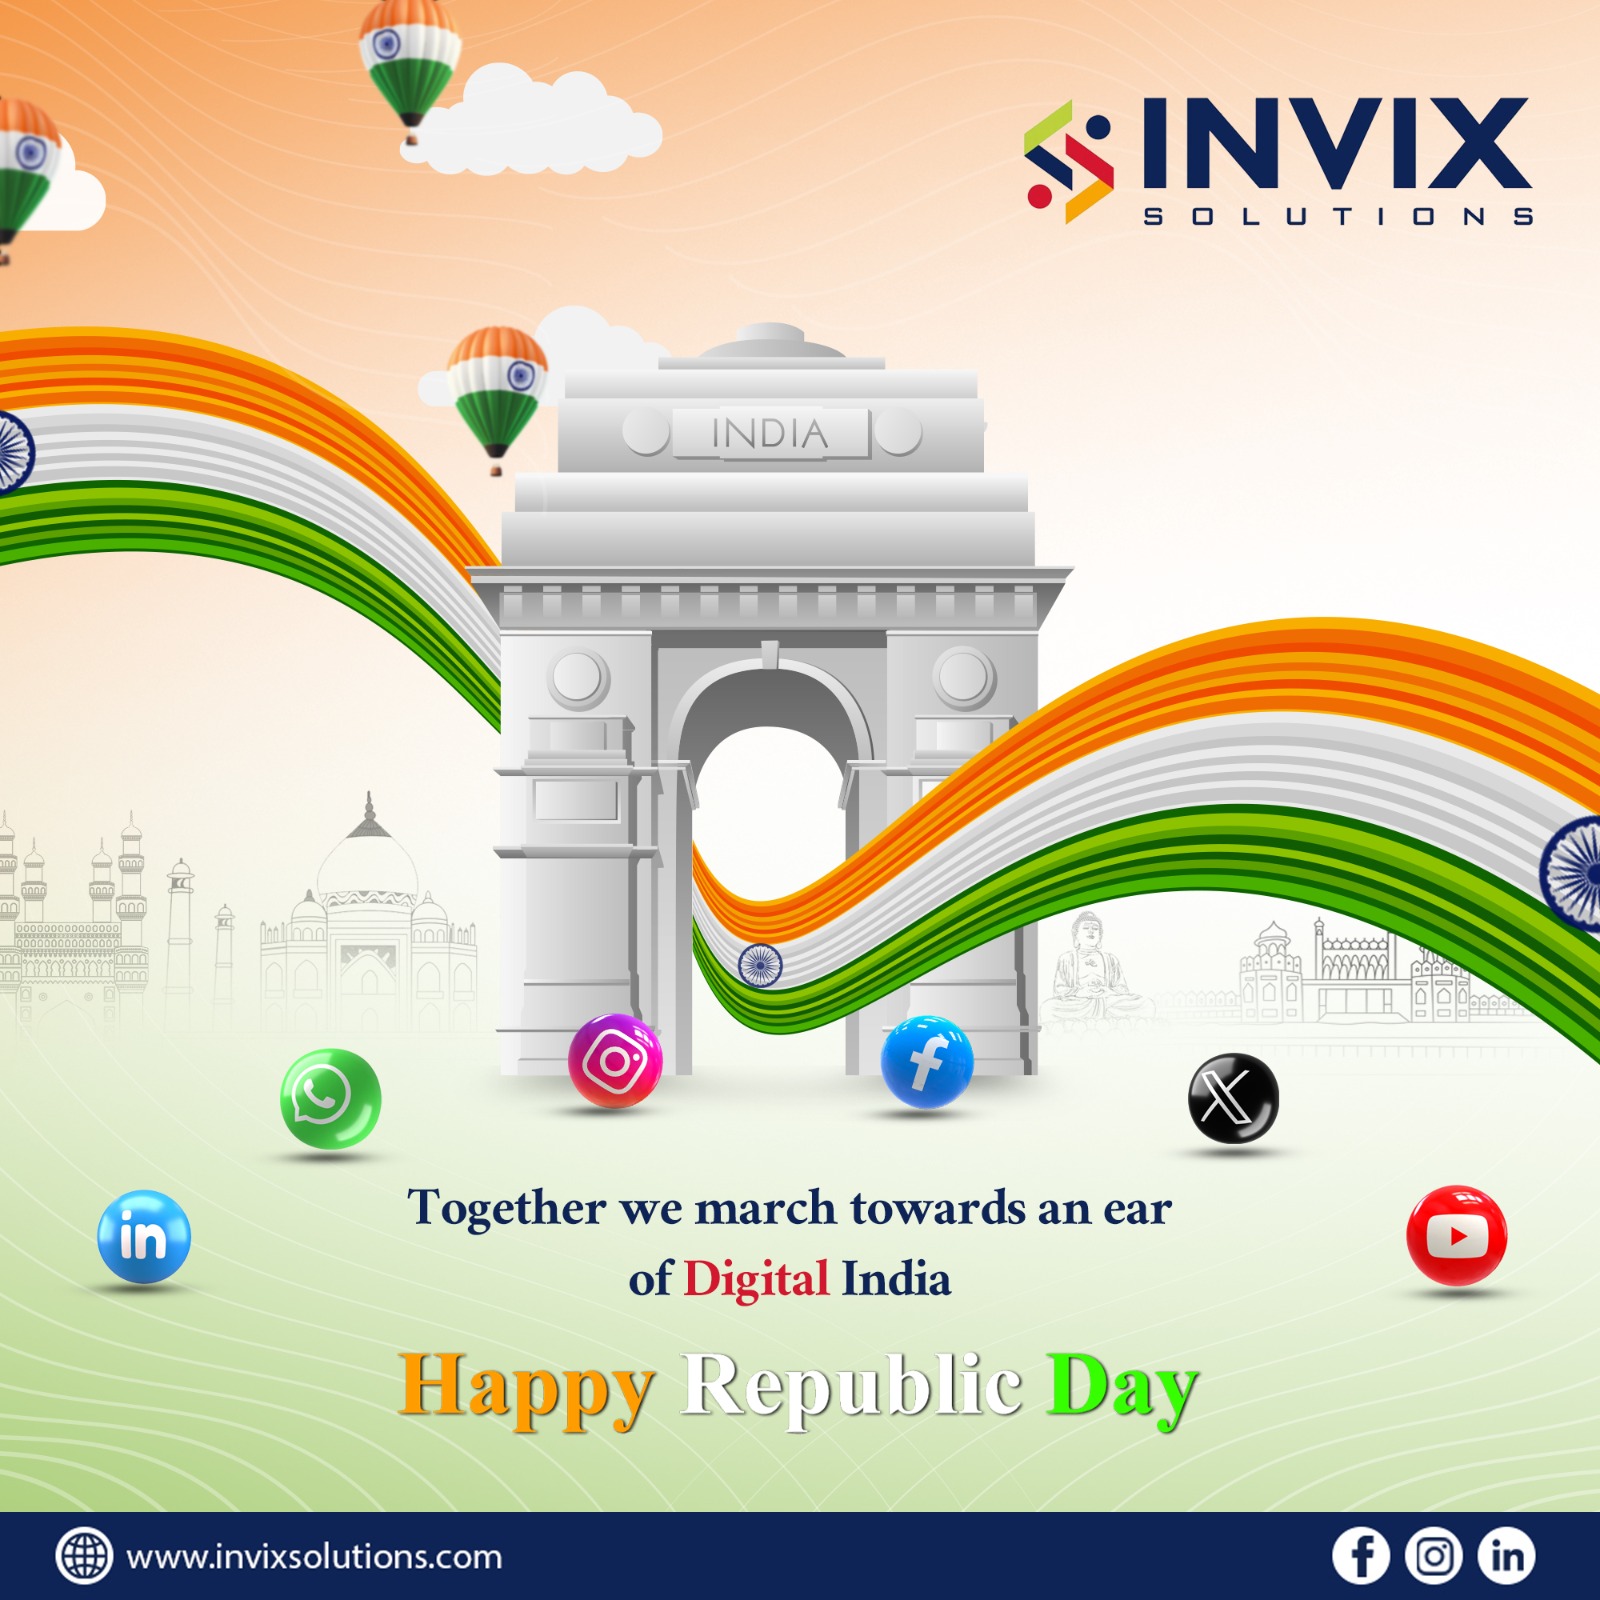 INVIX
SOLUTIONS
INDIA
Together we march towards an ear
of Digital India
Happy Republic Day
www.invixsolutions.com